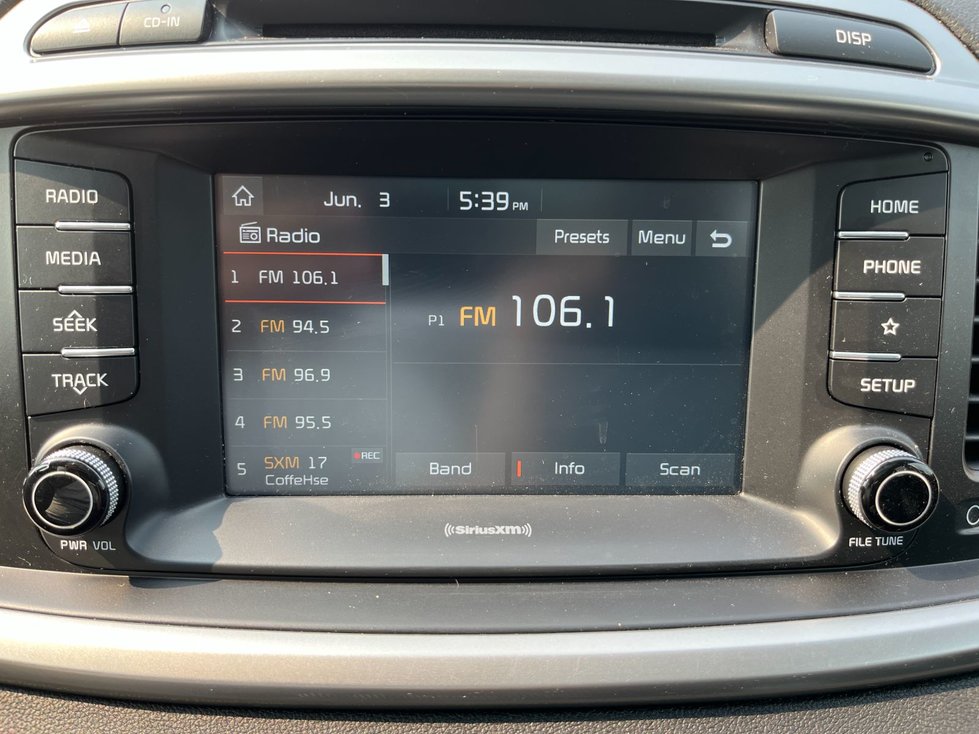 CD-IN
DISP
RADIO
MEDIA
SEEK
TRACK
PWR VOL
Jun. 3
5:39 PM
Radio
Presets
Menu
1 FM 106.1
2 FM 94.5
3 FM 96.9
4 FM 95.5
5 SXM 17 REC
CoffeHse
P1 FM 106.1
Band
Info
Scan
((SiriusXM))
HOME
PHONE
SETUP
FILE TUNE